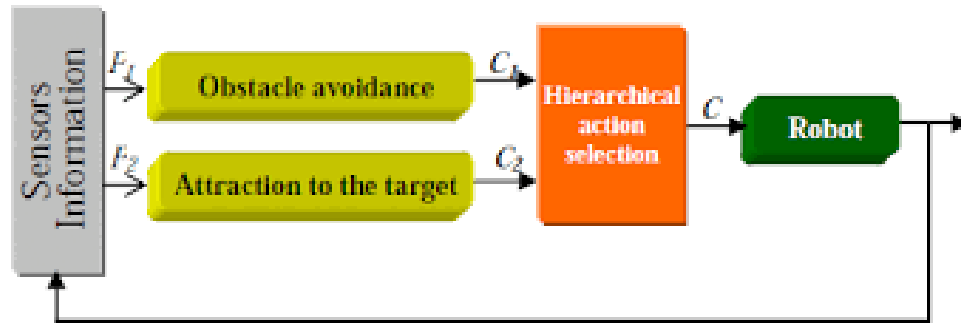 Sensors
Information
F1
Obstacle avoidance
C1
F2
Attraction to the target
C2
Hierarchical
action
selection
C
Robot